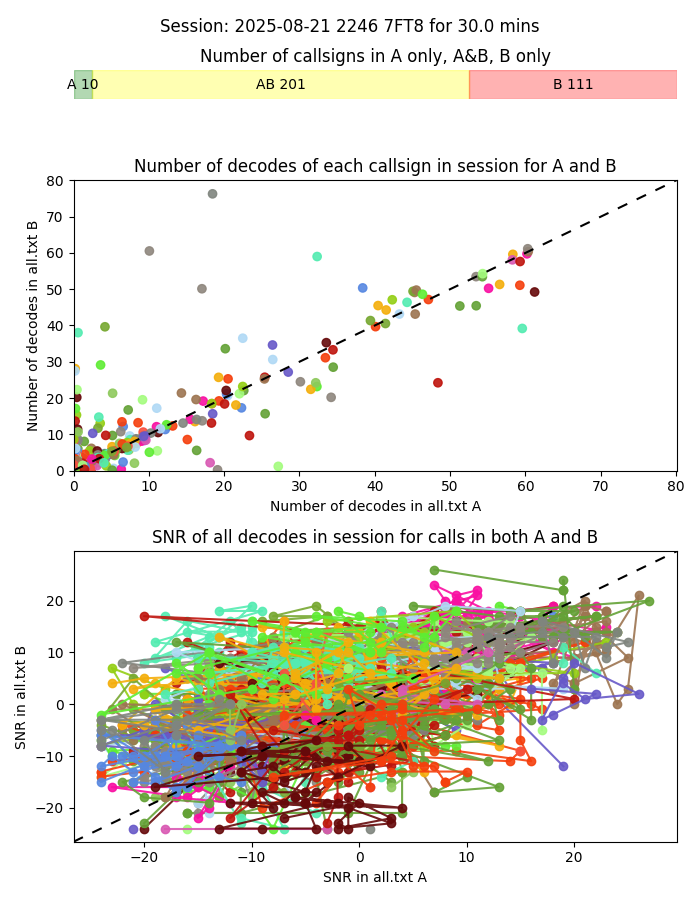 Session: 2025-08-21 2246 7FT8 for 30.0 mins
Number of callsigns in A only, A&B, B only
A 10 AB 201 B 111
Number of decodes of each callsign in session for A and B
80
70
60
50
40
30
20
10
0
Number of decodes in all.txt B
0 10 20 30 40 50 60 70 80
Number of decodes in all.txt A
SNR of all decodes in session for calls in both A and B
20
10
0
−10
−20
SNR in all.txt B
−20 −10 0 10 20
SNR in all.txt A